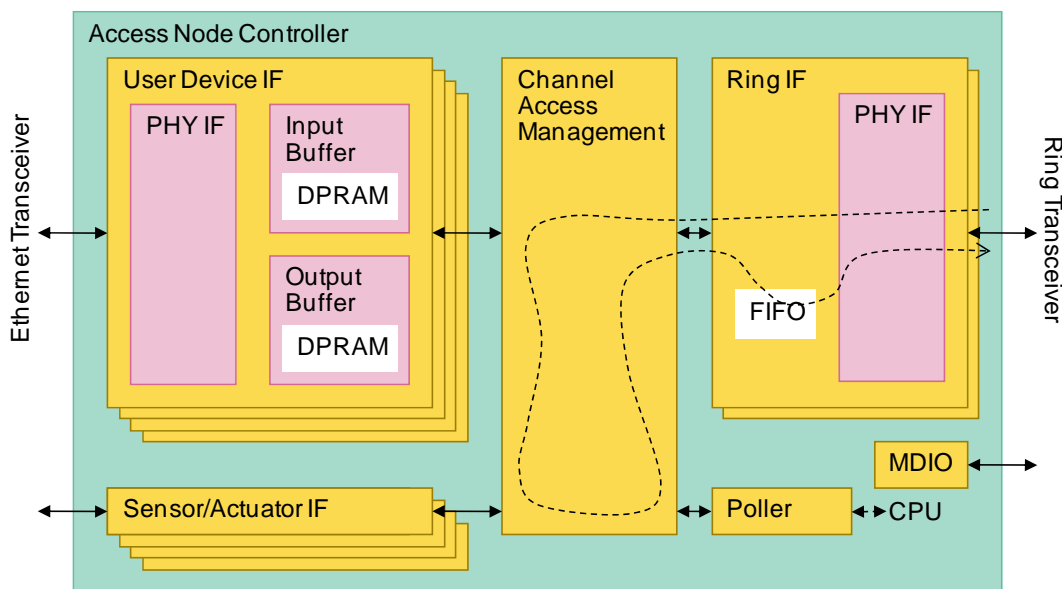 Access Node Controller
User Device IF
PHY IF
Input
Buffer
DPRAM
Output
Buffer
DPRAM
Channel
Access
Management
Ring IF
PHY IF
FIFO
Ethernet Transceiver
Ring Transceiver
MDIO
Sensor/Actuator IF
Poller
CPU